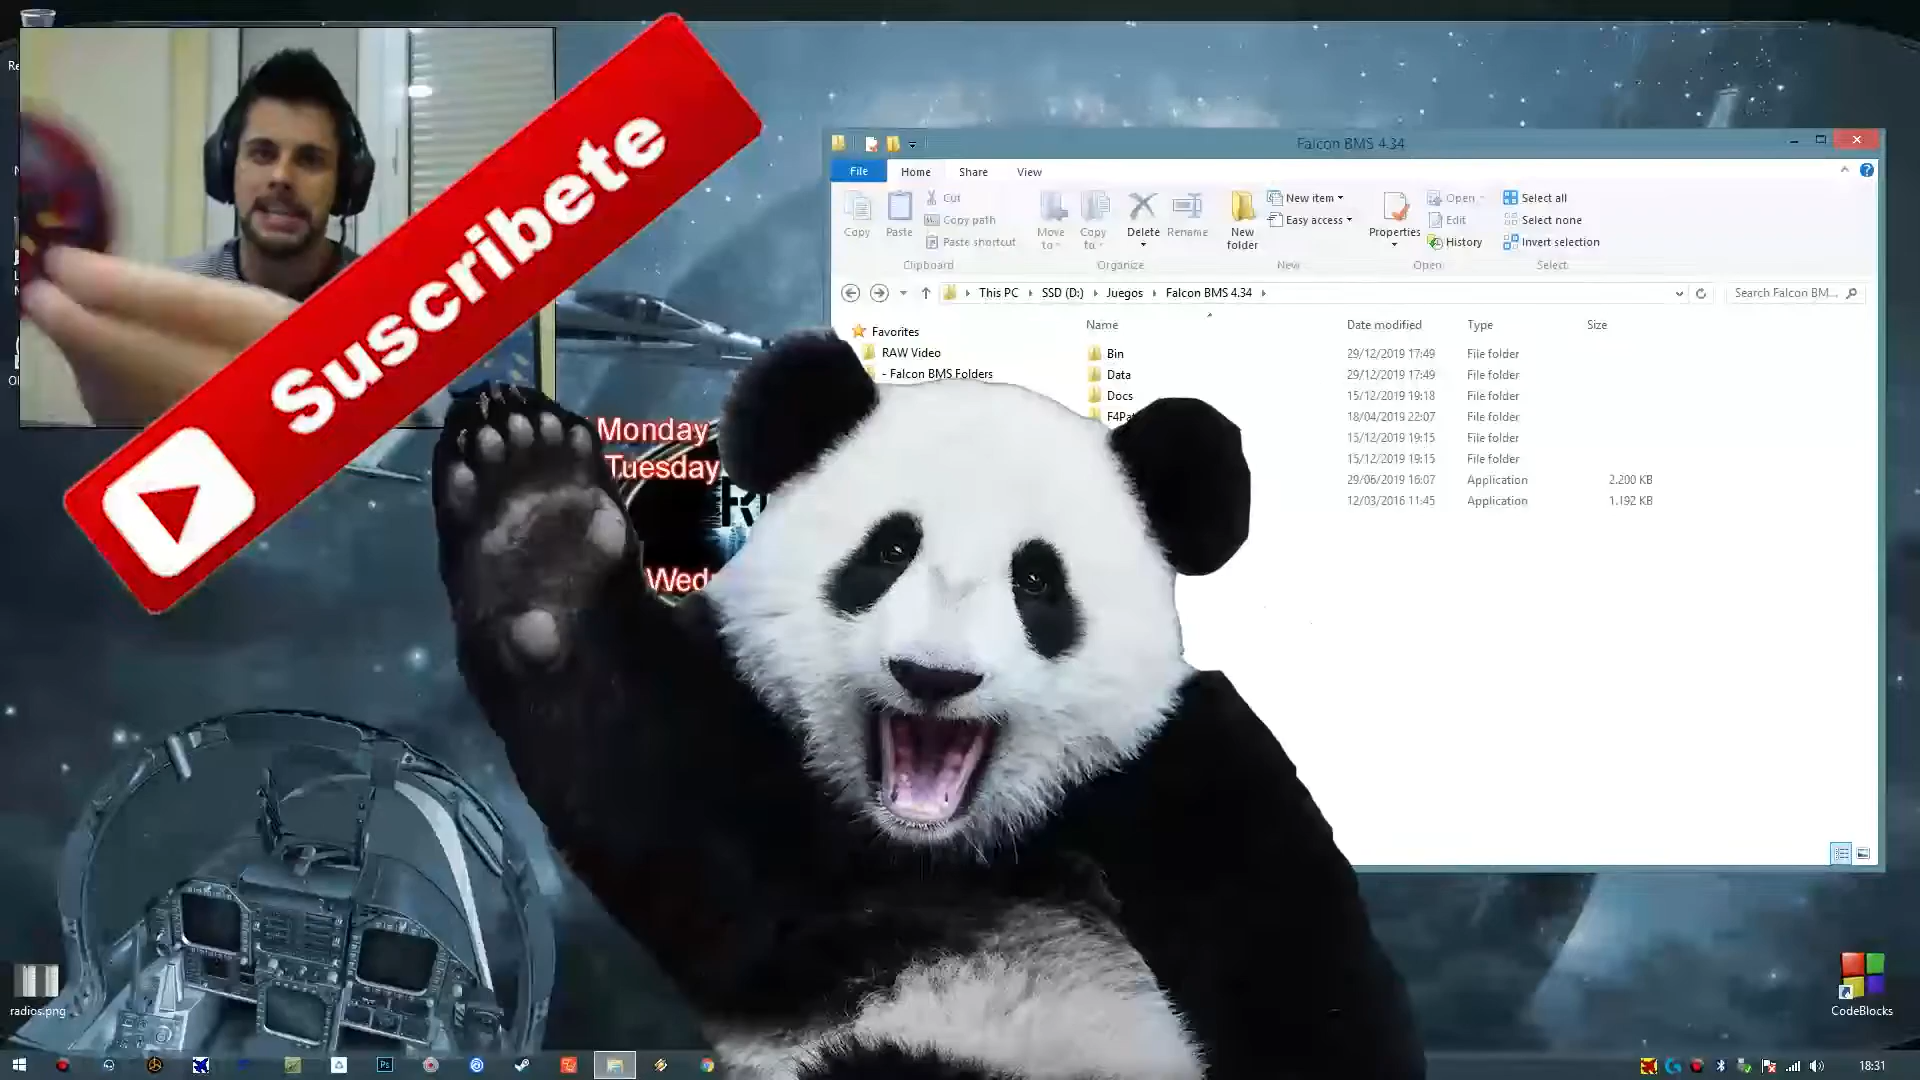 Suscribete
Falcon BMS 4.34
File Home Share View
Cut
Copy path
Paste shortcut
Copy Paste
Move to
Copy to
Delete
Rename
New folder
New item
Easy access
Properties
Open
Edit
History
Select all
Select none
Invert selection
Clipboard Organize New Open Select
This PC SSD (D:) Juegos Falcon BMS 4.34
Search Falcon BM...
Name Date modified Type Size
Favorites
RAW Video
- Falcon BMS Folders
Bin 29/12/2019 17:49 File folder
Data 29/12/2019 17:49 File folder
Docs 15/12/2019 19:18 File folder
F4Pa 18/04/2019 22:07 File folder
15/12/2019 19:15 File folder
15/12/2019 19:15 File folder
29/06/2019 16:07 Application 2.200 KB
12/03/2016 11:45 Application 1.192 KB
Monday
Tuesday
Wed
radios.png
CodeBlocks
Ps
18:31